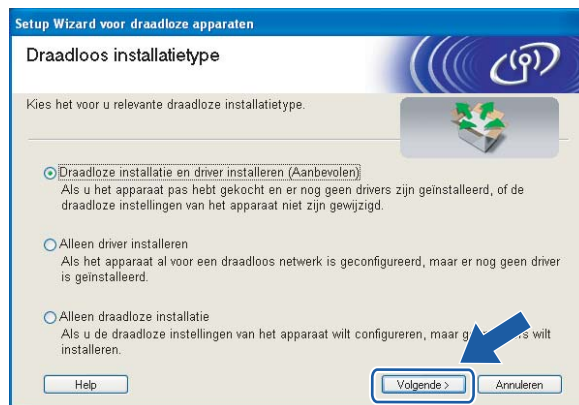 Setup Wizard voor draadloze apparaten
Draadloos installatietype
Kies het voor u relevante draadloze installatietype.
Draadloze installatie en driver installeren (Aanbevolen)
Als u het apparaat pas hebt gekocht en er nog geen drivers zijn geïnstalleerd, of de
draadloze instellingen van het apparaat niet zijn gewijzigd.
Alleen driver installeren
Als het apparaat al voor een draadloos netwerk is geconfigureerd, maar er nog geen driver
is geïnstalleerd.
Alleen draadloze installatie
Als u de draadloze instellingen van het apparaat wilt configureren, maar wilt
installeren.
Help
Volgende >
Annuleren